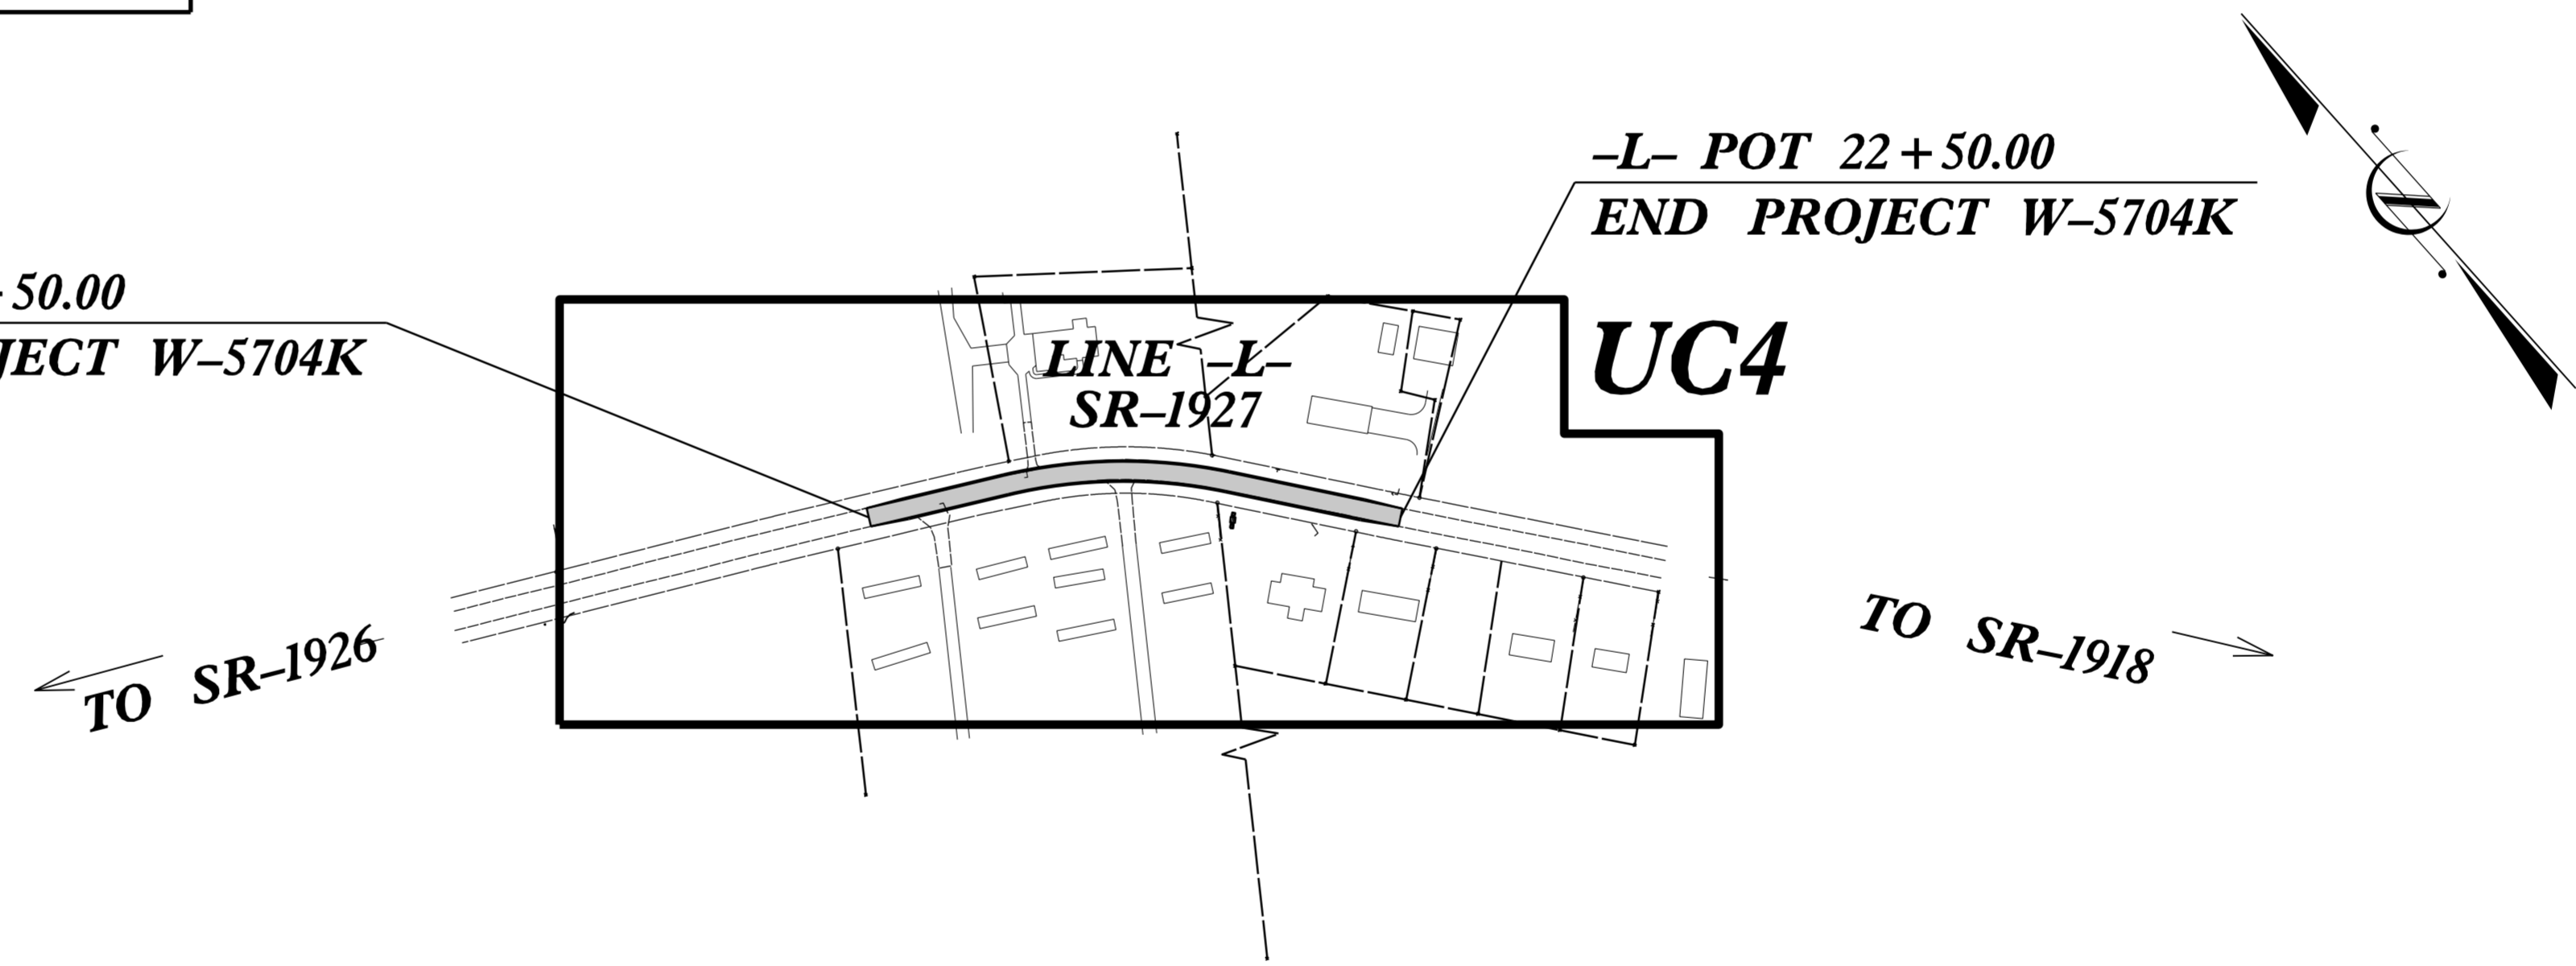 –L– POT 22+50.00
END PROJECT W–5704K
50.00
JECT W–5704K
UC4
LINE –L–
SR–1927
TO SR–1926
TO SR–1918